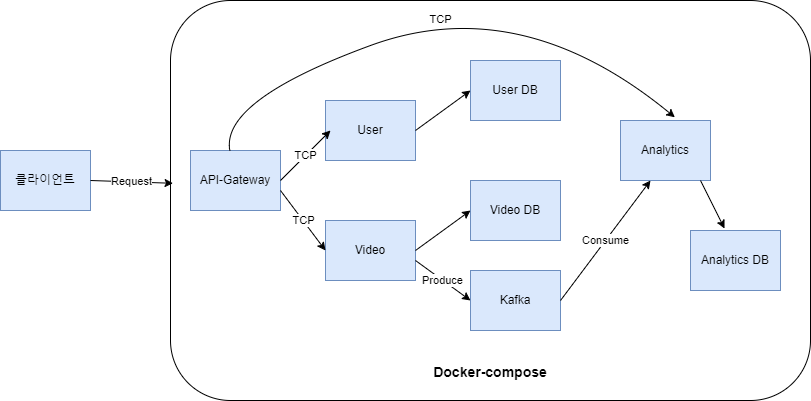 TCP
User DB
User
Analytics
TCP
클라이언트
Request
API-Gateway
TCP
Video DB
Video
Consume
Analytics DB
Produce
Kafka
Docker-compose